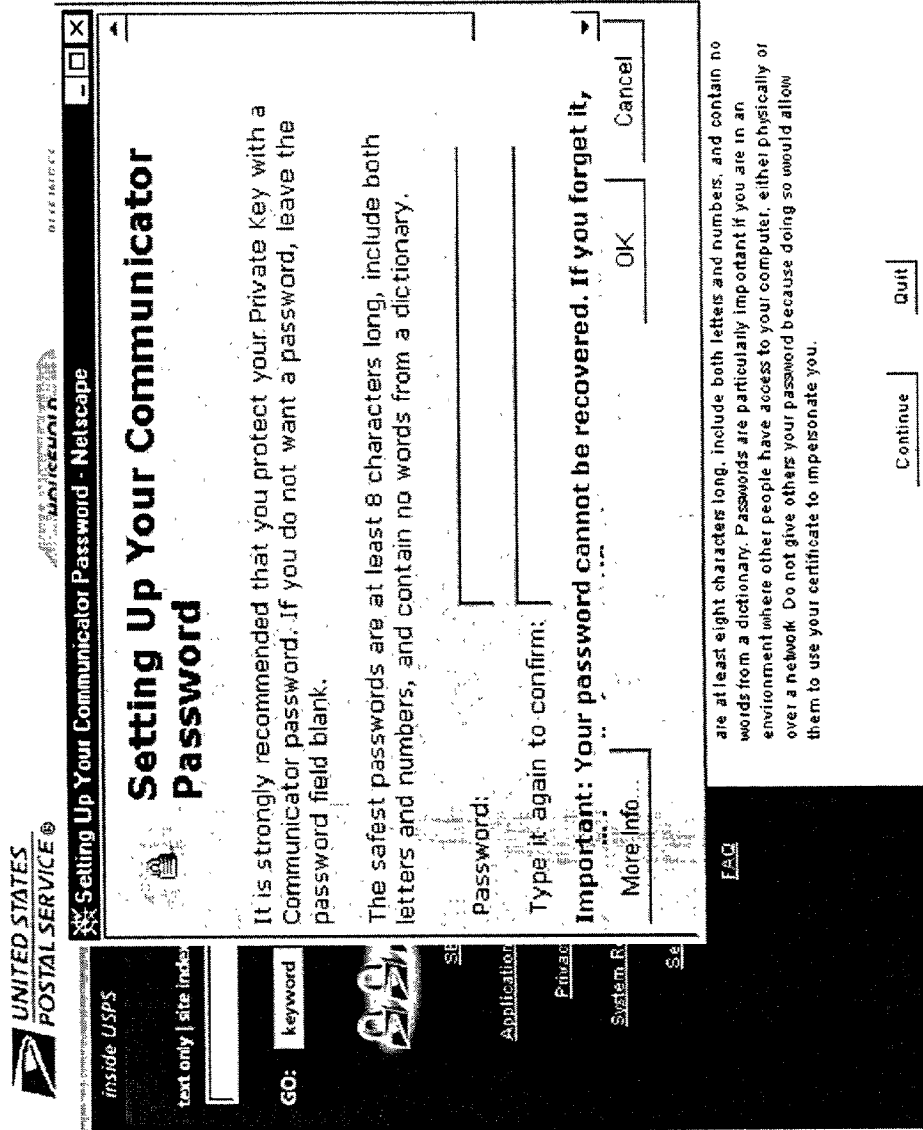 UNITED STATES
POSTAL SERVICE ®
Setting Up Your Communicator Password - Netscape
inside USPS
text only | site index
GO:
keyword
Application
System R
FAQ
Setting Up Your Communicator
Password
It is strongly recommended that you protect your Private Key with a
Communicator password. If you do not want a password, leave the
password field blank.
The safest passwords are at least 8 characters long, include both
letters and numbers, and contain no words from a dictionary.
Password:
Type it again to confirm:
Important: Your password cannot be recovered. If you forget it,
More Info...
OK
Cancel
are at least eight characters long, include both letters and numbers, and contain no
words from a dictionary. Passwords are particularly important if you are in an
environment where other people have access to your computer, either physically or
over a network. Do not give others your password because doing so would allow
them to use your certificate to impersonate you.
Continue
Quit